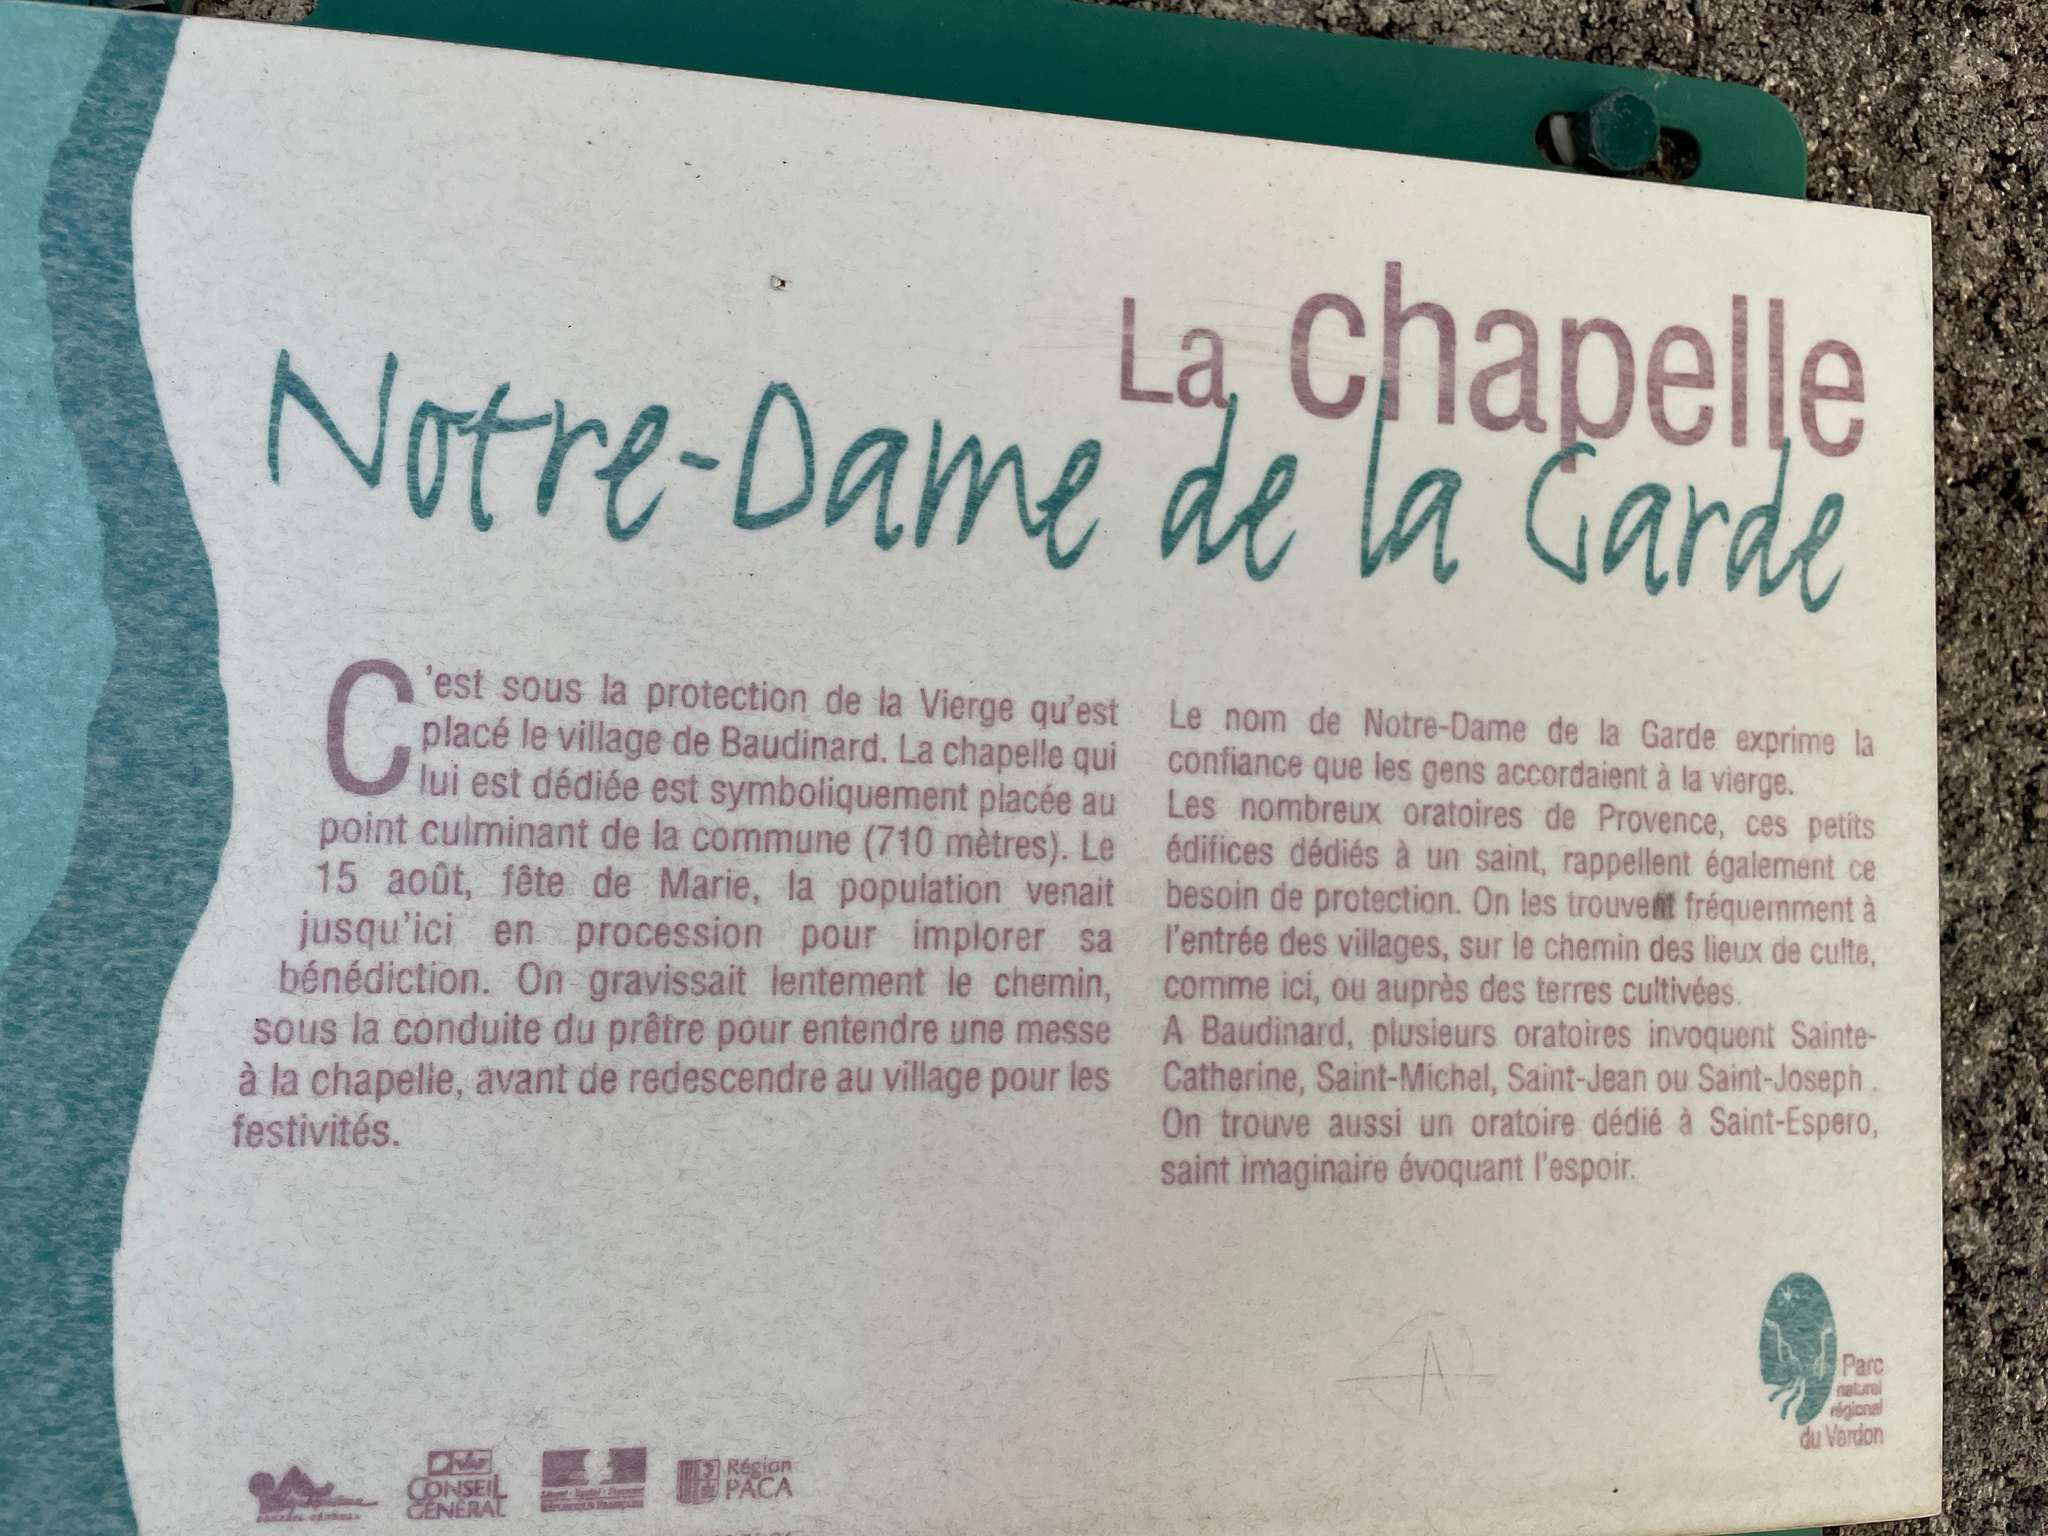 La chapelle
Notre-Dame de la Garde
C'est sous la protection de la Vierge qu'est
placé le village de Baudinard. La chapelle qui
lui est dédiée est symboliquement placée au
point culminant de la commune (710 mètres). Le
15 août, fête de Marie, la population venait
jusqu'ici en procession pour implorer sa
bénédiction. On gravissait lentement le chemin,
sous la conduite du prêtre pour entendre une messe
à la chapelle, avant de redescendre au village pour les
festivités.
Le nom de Notre-Dame de la Garde exprime la
confiance que les gens accordaient à la vierge.
Les nombreux oratoires de Provence, ces petits
édifices dédiés à un saint, rappellent également ce
besoin de protection. On les trouvent fréquemment à
l'entrée des villages, sur le chemin des lieux de culte,
comme ici, ou auprès des terres cultivées.
A Baudinard, plusieurs oratoires invoquent Sainte-
Catherine, Saint-Michel, Saint-Jean ou Saint-Joseph.
On trouve aussi un oratoire dédié à Saint-Espero,
saint imaginaire évoquant l'espoir.
Parc
naturel
régional
du Verdon
CONSEIL
GÉNÉRAL
RÉPUBLIQUE FRANÇAISE
Région
PACA